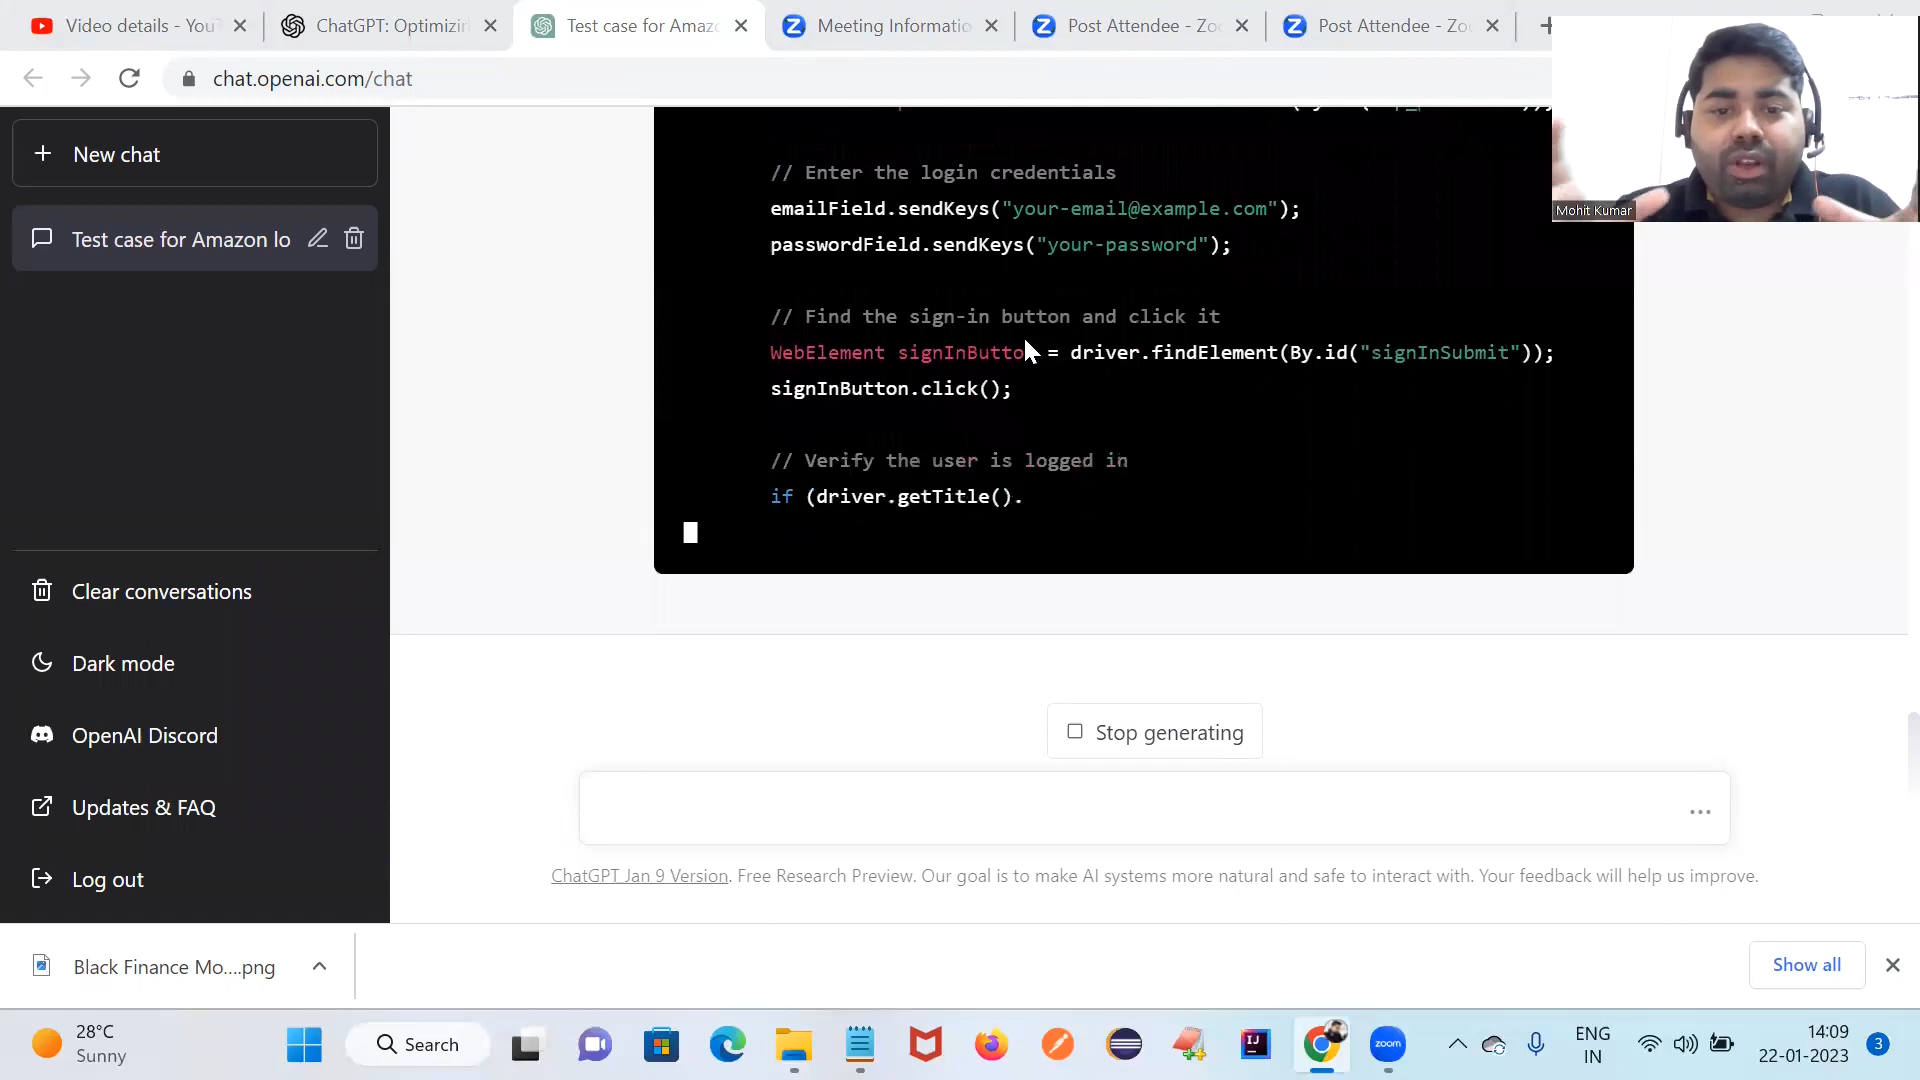 Video details - YouT
ChatGPT: Optimizin
Test case for Amazo
Meeting Informatio
Post Attendee - Zo
Post Attendee - Zo
chat.openai.com/chat
New chat
Test case for Amazon lo
Clear conversations
Dark mode
OpenAI Discord
Updates & FAQ
Log out
// Enter the login credentials
emailField.sendKeys("your-email@example.com");
passwordField.sendKeys("your-password");
// Find the sign-in button and click it
WebElement signInButton = driver.findElement(By.id("signInSubmit"));
signInButton.click();
// Verify the user is logged in
if (driver.getTitle().
Mohit Kumar
Stop generating
ChatGPT Jan 9 Version. Free Research Preview. Our goal is to make AI systems more natural and safe to interact with. Your feedback will help us improve.
Black Finance Mo....png
Show all
28°C
Sunny
Search
zoom
ENG
IN
14:09
22-01-2023
3